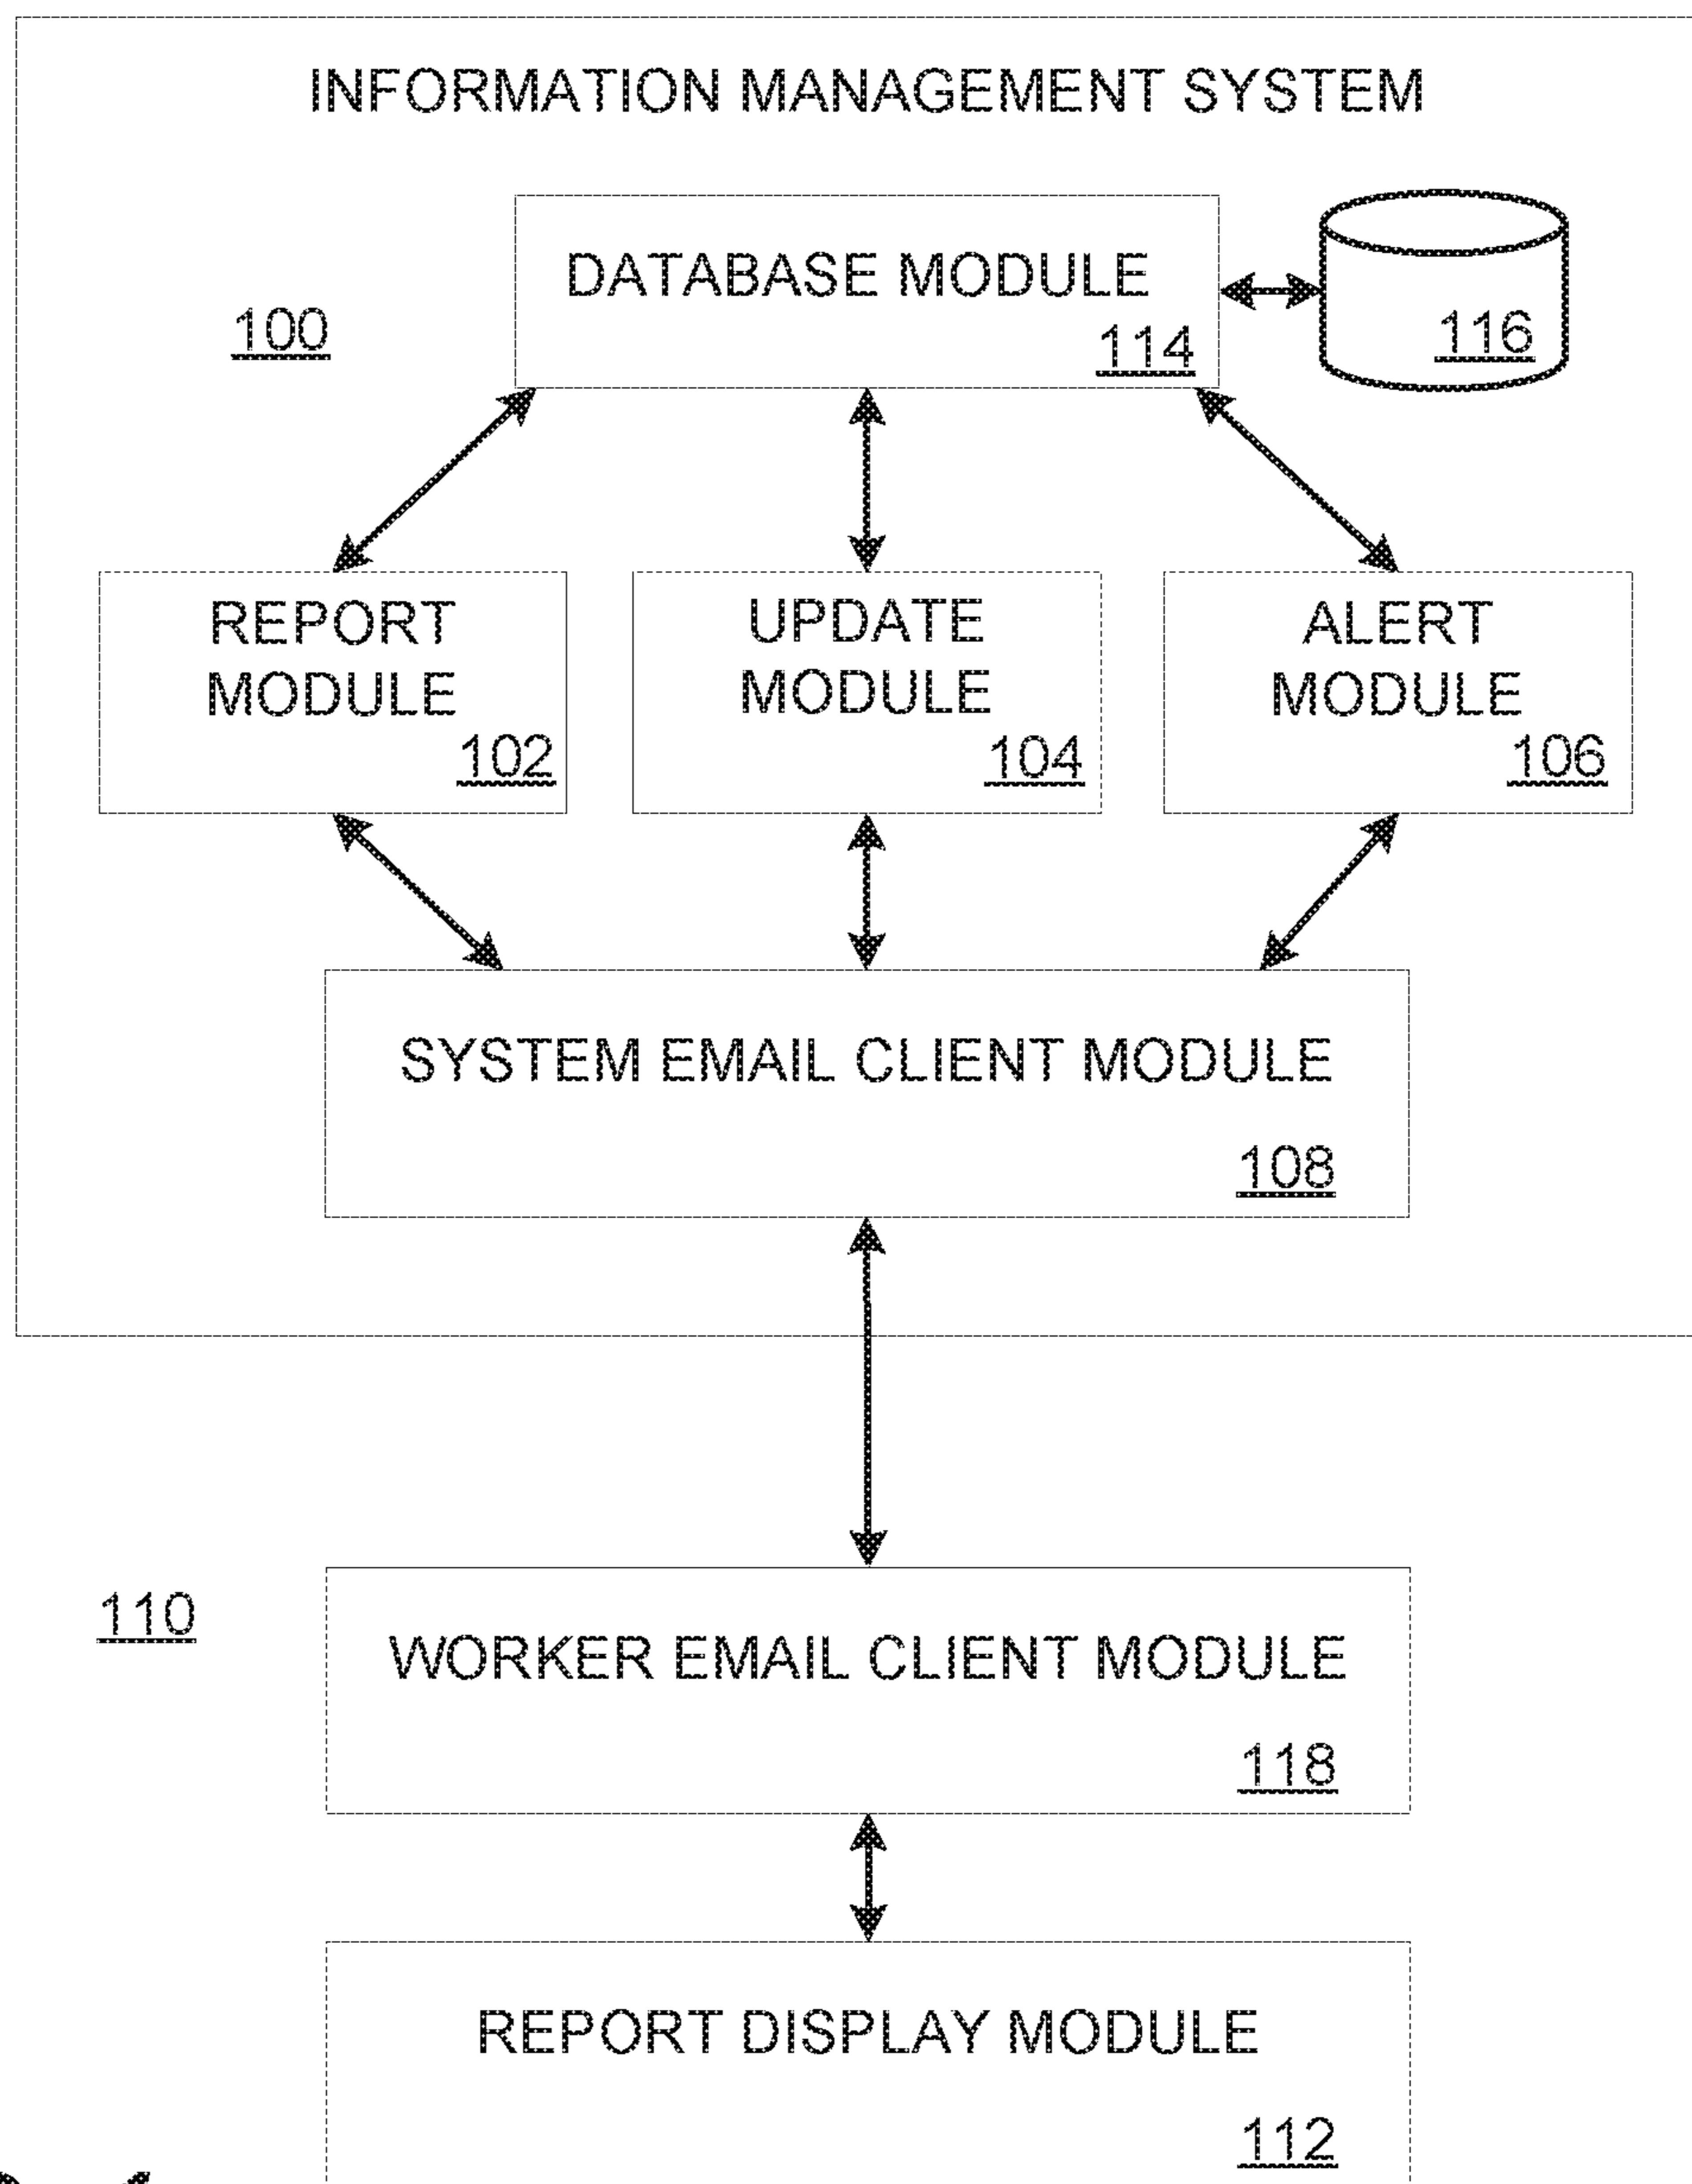 INFORMATION MANAGEMENT SYSTEM
DATABASE MODULE
114
116
100
REPORT
MODULE
102
UPDATE
MODULE
104
ALERT
MODULE
106
SYSTEM EMAIL CLIENT MODULE
108
110
WORKER EMAIL CLIENT MODULE
118
REPORT DISPLAY MODULE
112